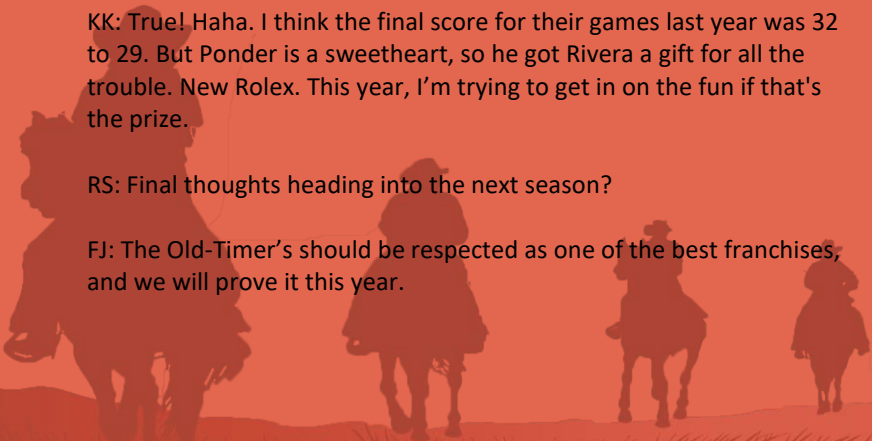 KK: True! Haha. I think the final score for their games last year was 32
to 29. But Ponder is a sweetheart, so he got Rivera a gift for all the
trouble. New Rolex. This year, I’m trying to get in on the fun if that's
the prize.
RS: Final thoughts heading into the next season?
FJ: The Old-Timer’s should be respected as one of the best franchises,
and we will prove it this year.